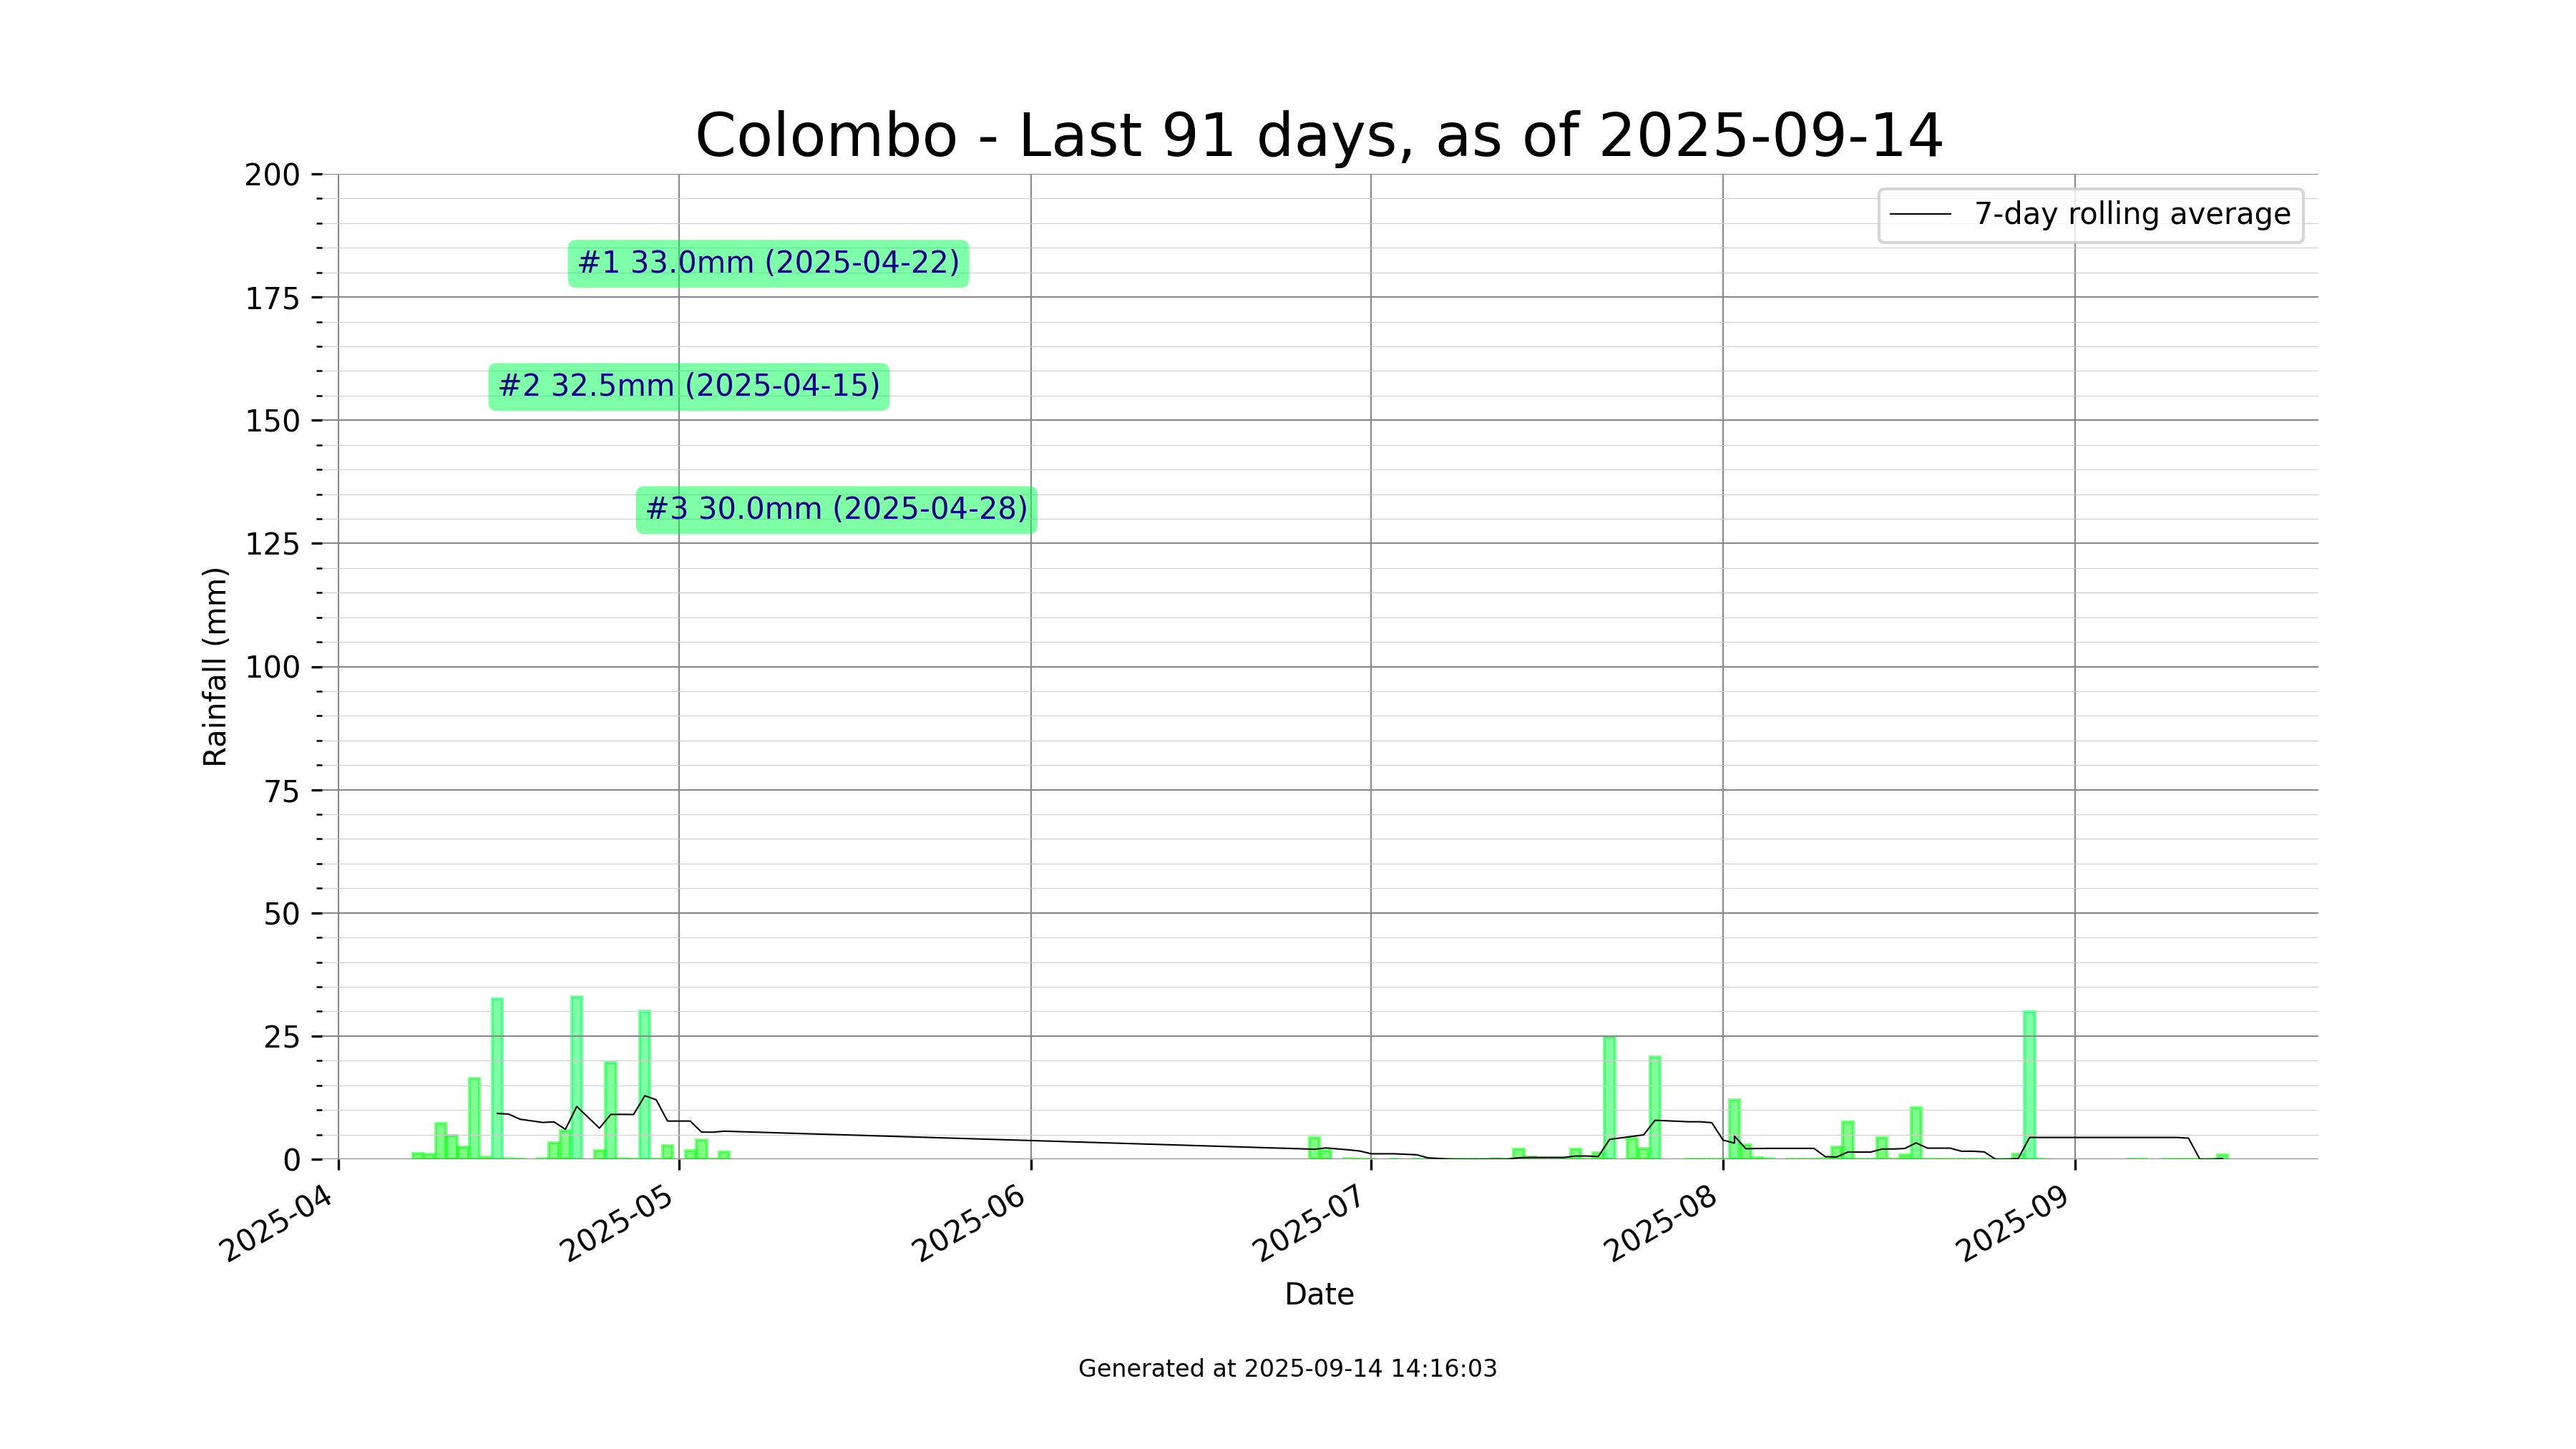 Colombo - Last 91 days, as of 2025-09-14
7-day rolling average
#1 33.0mm (2025-04-22)
#2 32.5mm (2025-04-15)
#3 30.0mm (2025-04-28)
Rainfall (mm)
200
175
150
125
100
75
50
25
0
2025-04
2025-05
2025-06
2025-07
2025-08
2025-09
Date
Generated at 2025-09-14 14:16:03